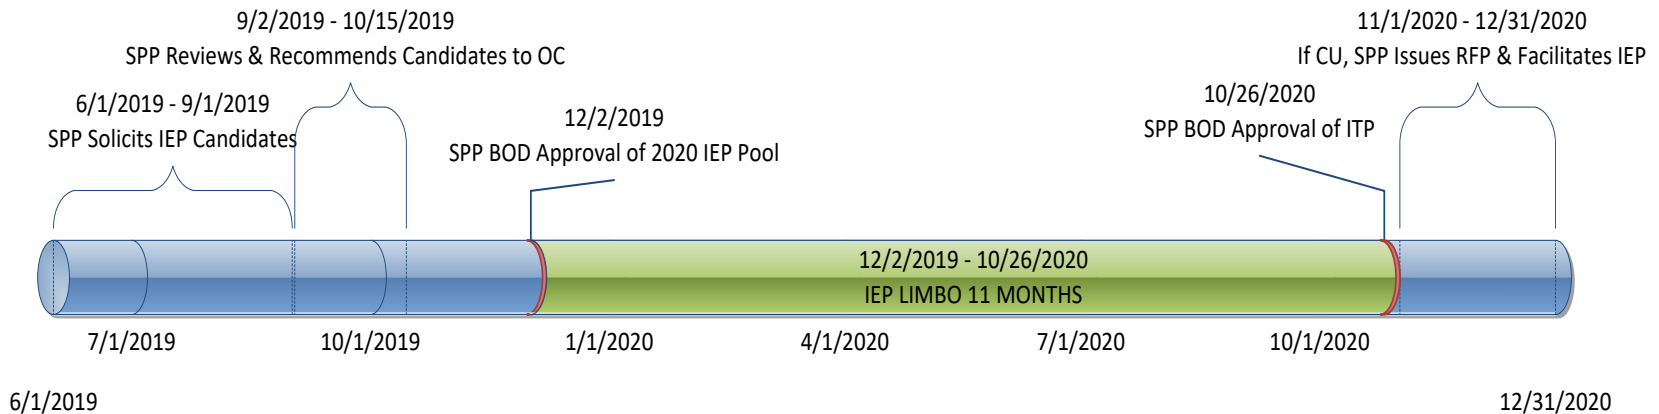 9/2/2019 - 10/15/2019
SPP Reviews & Recommends Candidates to OC
11/1/2020 - 12/31/2020
If CU, SPP Issues RFP & Facilitates IEP
6/1/2019 - 9/1/2019
SPP Solicits IEP Candidates
12/2/2019
SPP BOD Approval of 2020 IEP Pool
10/26/2020
SPP BOD Approval of ITP
12/2/2019 - 10/26/2020
IEP LIMBO 11 MONTHS
7/1/2019
10/1/2019
1/1/2020
4/1/2020
7/1/2020
10/1/2020
6/1/2019
12/31/2020